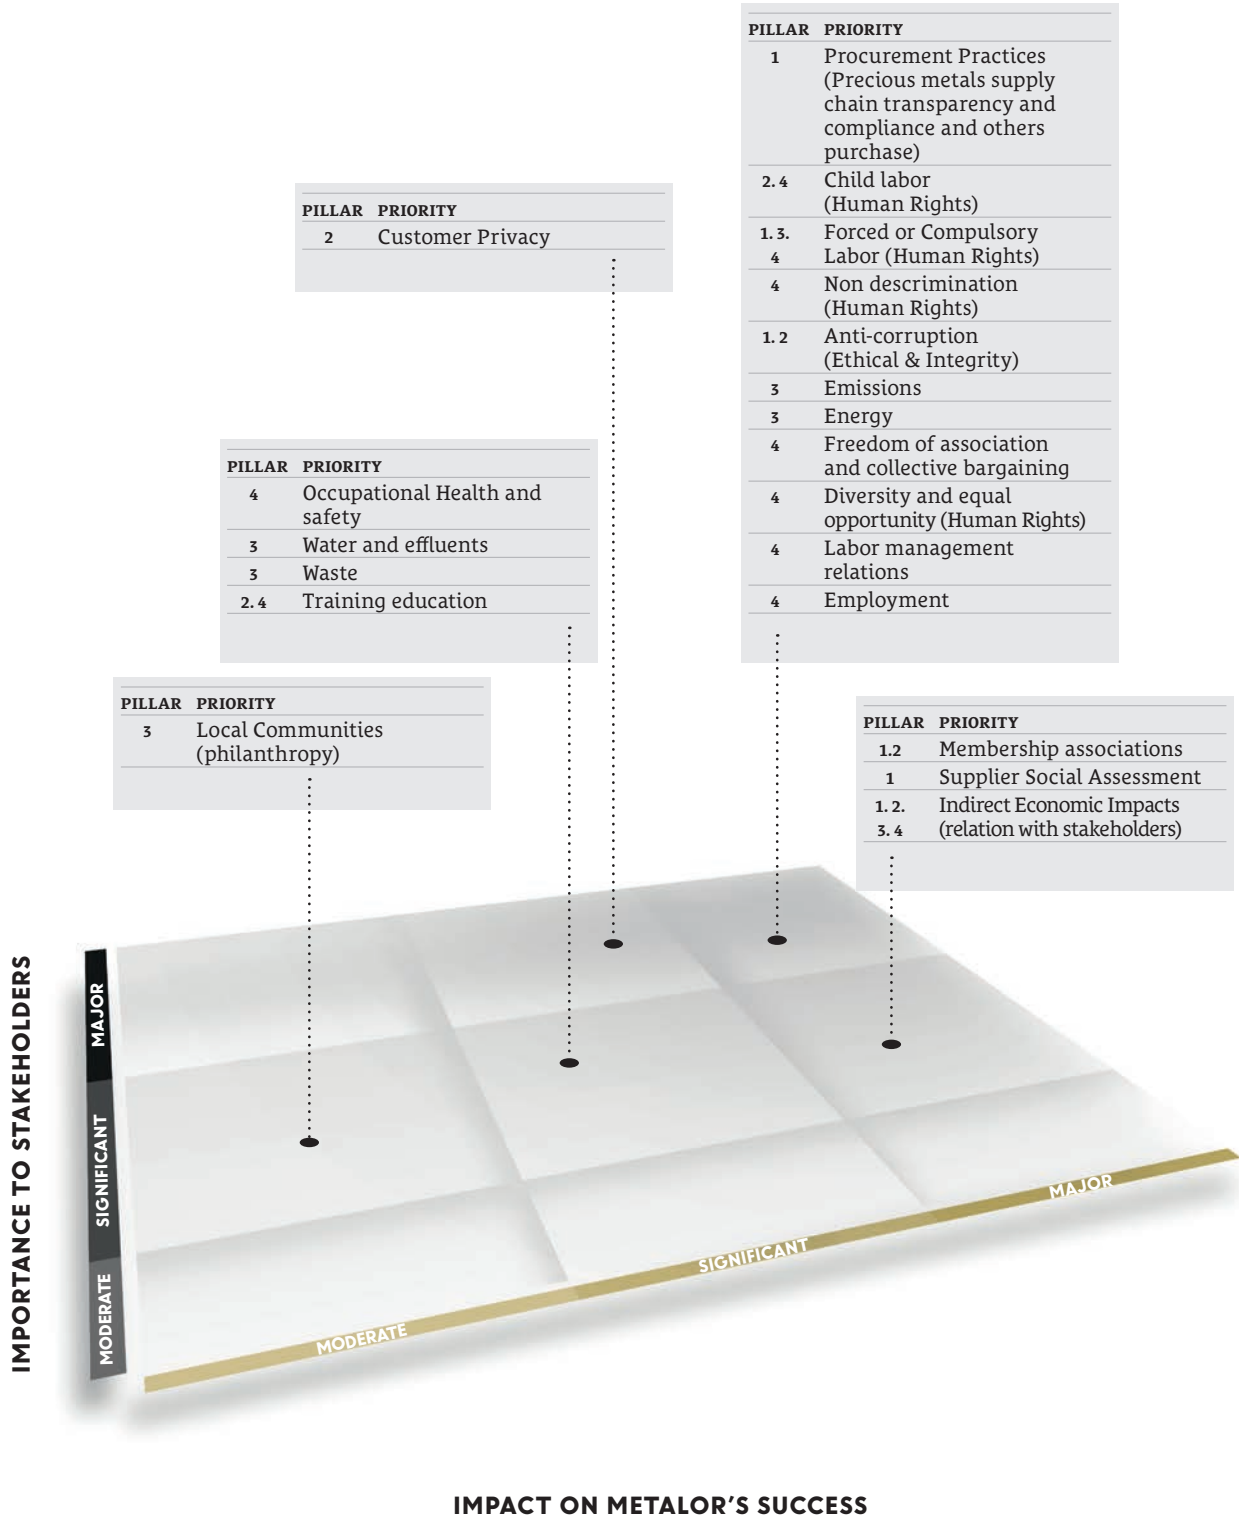 PILLAR PRIORITY
1 Procurement Practices
(Precious metals supply
chain transparency and
compliance and others
purchase)
2. 4 Child labor
(Human Rights)
1. 3. Forced or Compulsory
4 Labor (Human Rights)
4 Non descrimination
(Human Rights)
1. 2 Anti-corruption
(Ethical & Integrity)
3 Emissions
3 Energy
4 Freedom of association
and collective bargaining
4 Diversity and equal
opportunity (Human Rights)
4 Labor management
relations
4 Employment
PILLAR PRIORITY
2 Customer Privacy
PILLAR PRIORITY
4 Occupational Health and
safety
3 Water and effluents
3 Waste
2. 4 Training education
PILLAR PRIORITY
3 Local Communities
(philanthropy)
PILLAR PRIORITY
1.2 Membership associations
1 Supplier Social Assessment
1. 2. Indirect Economic Impacts
3. 4 (relation with stakeholders)
IMPORTANCE TO STAKEHOLDERS
MAJOR
SIGNIFICANT
MODERATE
MODERATE
SIGNIFICANT
MAJOR
IMPACT ON METALOR'S SUCCESS